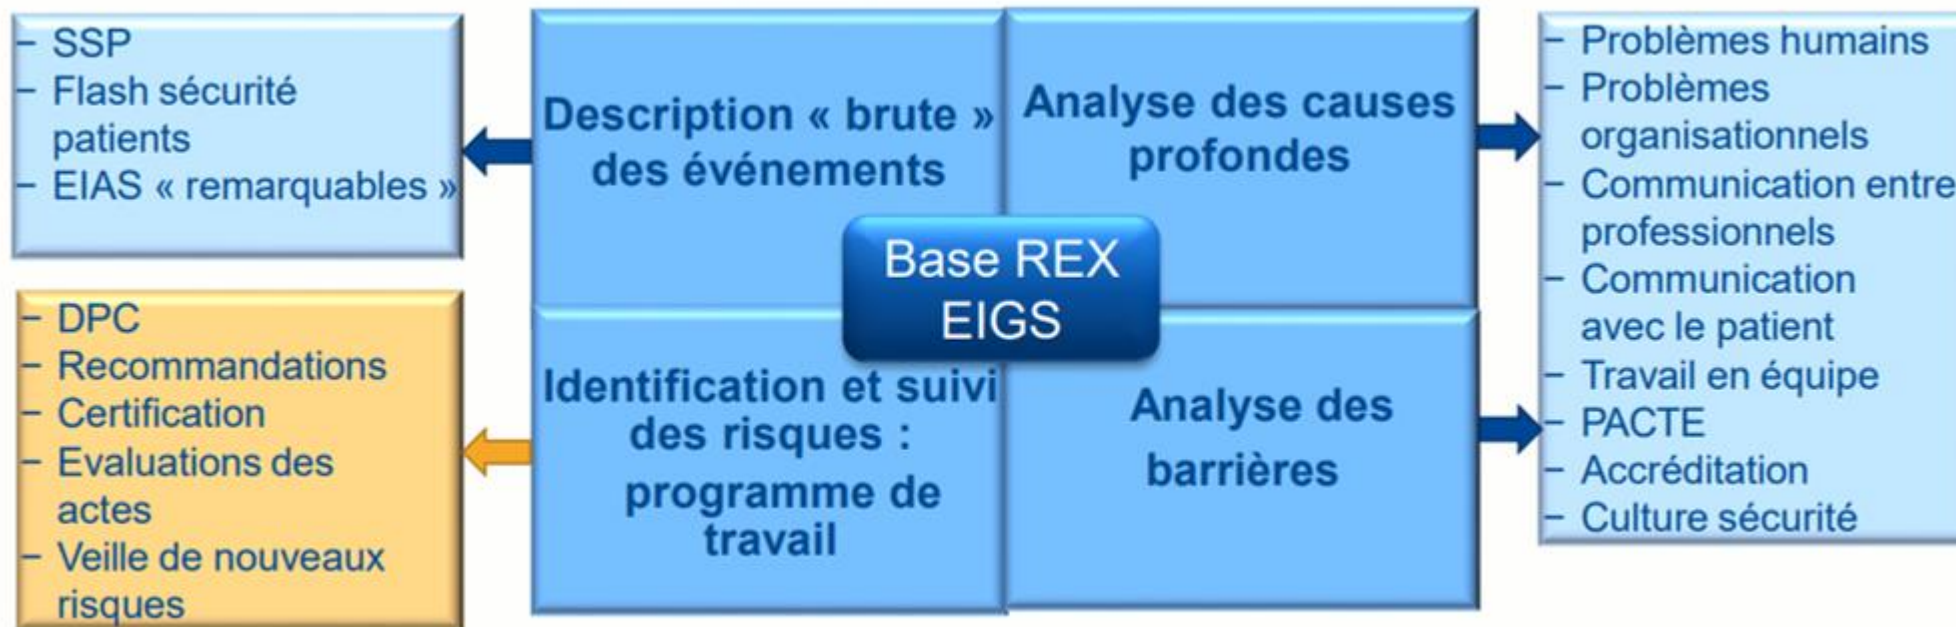 – SSP
– Flash sécurité
patients
– EIAS « remarquables »
Description « brute »
des événements
Analyse des causes
profondes
– Problèmes humains
– Problèmes
organisationnels
– Communication entre
professionnels
– Communication
avec le patient
– Travail en équipe
– PACTE
– Accréditation
– Culture sécurité
Base REX
EIGS
– DPC
– Recommandations
– Certification
– Evaluations des
actes
– Veille de nouveaux
risques
Identification et suivi
des risques :
programme de
travail
Analyse des
barrières